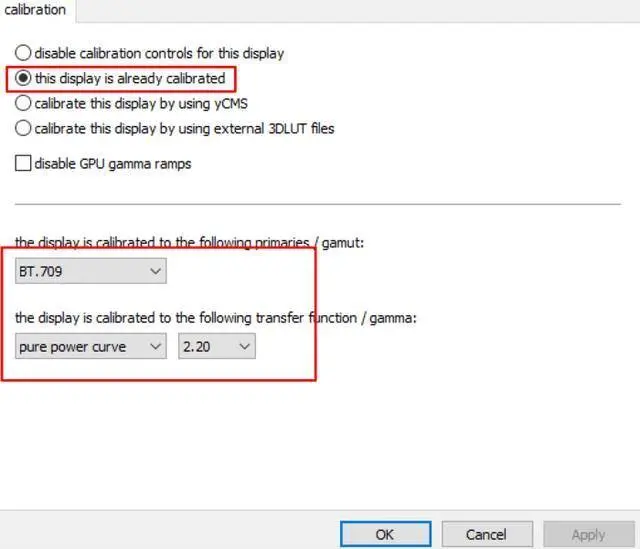 calibration
disable calibration controls for this display
this display is already calibrated
calibrate this display by using yCMS
calibrate this display by using external 3DLUT files
disable GPU gamma ramps
the display is calibrated to the following primaries / gamut:
BT.709
the display is calibrated to the following transfer function / gamma:
pure power curve 2.20
OK Cancel Apply